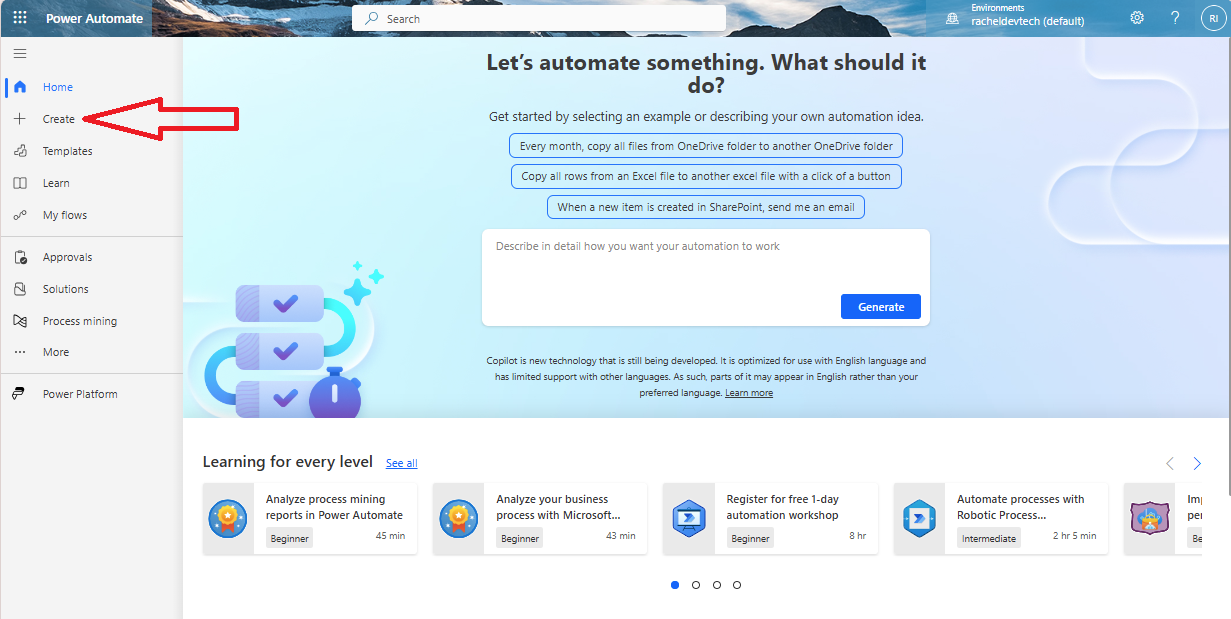 Power Automate
Search
Environments
racheldevtech (default)
?
RI
Home
Create
Templates
Learn
My flows
Approvals
Solutions
Process mining
More
Power Platform
Let’s automate something. What should it
do?
Get started by selecting an example or describing your own automation idea.
Every month, copy all files from OneDrive folder to another OneDrive folder
Copy all rows from an Excel file to another excel file with a click of a button
When a new item is created in SharePoint, send me an email
Describe in detail how you want your automation to work
Generate
Copilot is new technology that is still being developed. It is optimized for use with English language and
has limited support with other languages. As such, parts of it may appear in English rather than your
preferred language. Learn more
Learning for every level See all
Analyze process mining
reports in Power Automate
Beginner 45 min
Analyze your business
process with Microsoft...
Beginner 43 min
Register for free 1-day
automation workshop
Beginner 8 hr
Automate processes with
Robotic Process...
Intermediate 2 hr 5 min